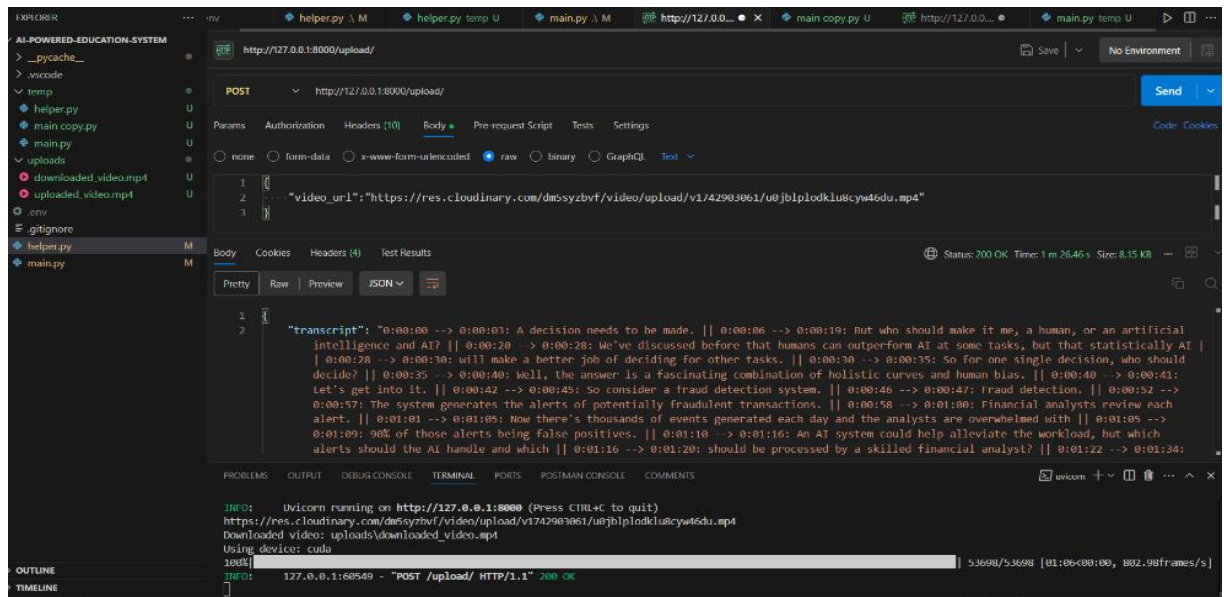 EXPLORER
AI-POWERED-EDUCATION-SYSTEM
__pycache__
.vscode
temp
helper.py U
main copy.py U
main.py U
uploads
downloaded_video.mp4 U
uploaded_video.mp4 U
.env
.gitignore
helper.py M
main.py M
OUTLINE
TIMELINE
helper.py .\ M helper.py temp U main.py .\ M http://127.0.0... main copy.py U http://127.0.0... main.py temp U
http://127.0.0.1:8000/upload/ Save No Environment
POST http://127.0.0.1:8000/upload/ Send
Params Authorization Headers (10) Body Pre-request Script Tests Settings Code Cookies
none form-data x-www-form-urlencoded raw binary GraphQL Text
1 {
2 "video_url":"https://res.cloudinary.com/dm5syzbvf/video/upload/v1742903061/u0jblplodklu8cyw46du.mp4"
3 }
Body Cookies Headers (4) Test Results Status: 200 OK Time: 1 m 26.46 s Size: 8.15 KB
Pretty Raw Preview JSON
1 {
2 "transcript": "0:00:00 --> 0:00:03: A decision needs to be made. || 0:00:06 --> 0:00:19: But who should make it me, a human, or an artificial
intelligence and AI? || 0:00:20 --> 0:00:28: We've discussed before that humans can outperform AI at some tasks, but that statistically AI |
| 0:00:28 --> 0:00:30: will make a better job of deciding for other tasks. || 0:00:30 --> 0:00:35: So for one single decision, who should
decide? || 0:00:35 --> 0:00:40: Well, the answer is a fascinating combination of holistic curves and human bias. || 0:00:40 --> 0:00:41:
Let's get into it. || 0:00:42 --> 0:00:45: So consider a fraud detection system. || 0:00:46 --> 0:00:47: Fraud detection. || 0:00:52 -->
0:00:57: The system generates the alerts of potentially fraudulent transactions. || 0:00:58 --> 0:01:00: Financial analysts review each
alert. || 0:01:01 --> 0:01:05: Now there's thousands of events generated each day and the analysts are overwhelmed with || 0:01:05 -->
0:01:09: 90% of those alerts being false positives. || 0:01:10 --> 0:01:16: An AI system could help alleviate the workload, but which
alerts should the AI handle and which || 0:01:16 --> 0:01:20: should be processed by a skilled financial analyst? || 0:01:22 --> 0:01:34:
PROBLEMS OUTPUT DEBUG CONSOLE TERMINAL PORTS POSTMAN CONSOLE COMMENTS uvicorn
INFO: Uvicorn running on http://127.0.0.1:8000 (Press CTRL+C to quit)
https://res.cloudinary.com/dm5syzbvf/video/upload/v1742903061/u0jblplodklu8cyw46du.mp4
Downloaded video: uploads\downloaded_video.mp4
Using device: cuda
100%| | 53698/53698 [01:06<00:00, 802.98frames/s]
INFO: 127.0.0.1:60549 - "POST /upload/ HTTP/1.1" 200 OK